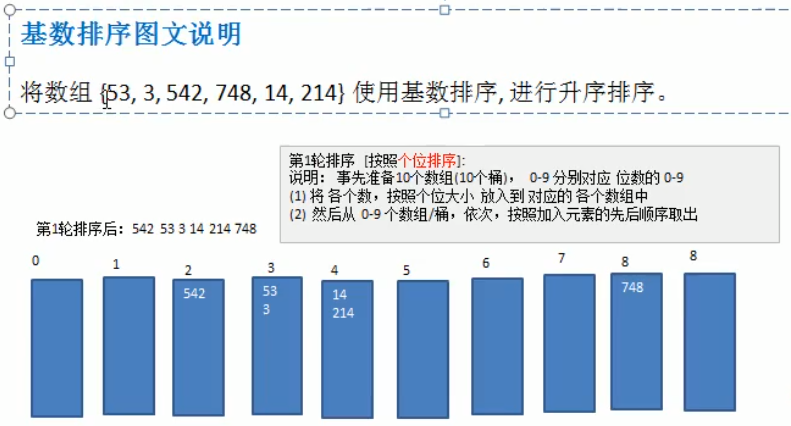 基数排序图文说明
将数组 {53, 3, 542, 748, 14, 214} 使用基数排序, 进行升序排序。
第1轮排序 [按照个位排序]:
说明: 事先准备10个数组(10个桶), 0-9 分别对应 位数的 0-9
(1) 将 各个数，按照个位大小 放入到 对应的 各个数组中
(2) 然后从 0-9 个数组/桶，依次，按照加入元素的先后顺序取出
第1轮排序后：542 53 3 14 214 748
0 1 2 3 4 5 6 7 8 8
542 53 14 748
3 214